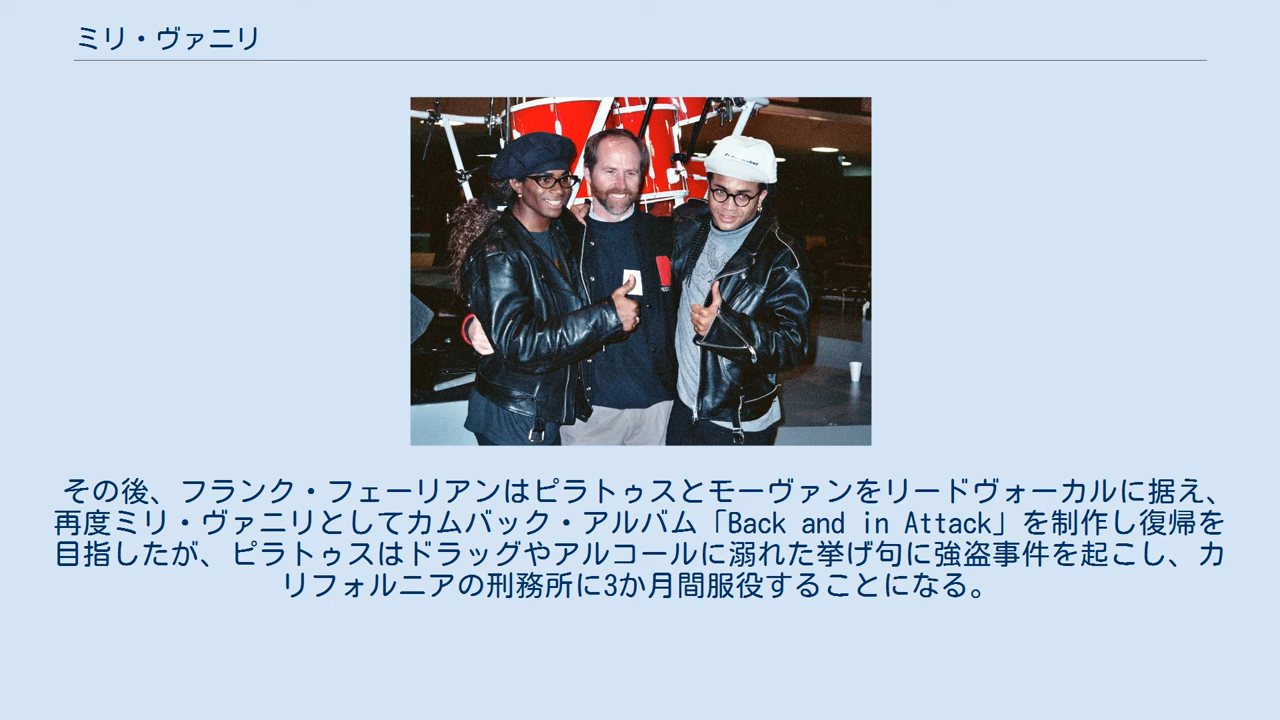 ミリ・ヴァニリ
その後、フランク・フェーリアンはピラトゥスとモーヴァンをリードヴォーカルに据え、
再度ミリ・ヴァニリとしてカムバック・アルバム「Back and in Attack」を制作し復帰を
目指したが、ピラトゥスはドラッグやアルコールに溺れた挙げ句に強盗事件を起こし、カ
リフォルニアの刑務所に3か月間服役することになる。